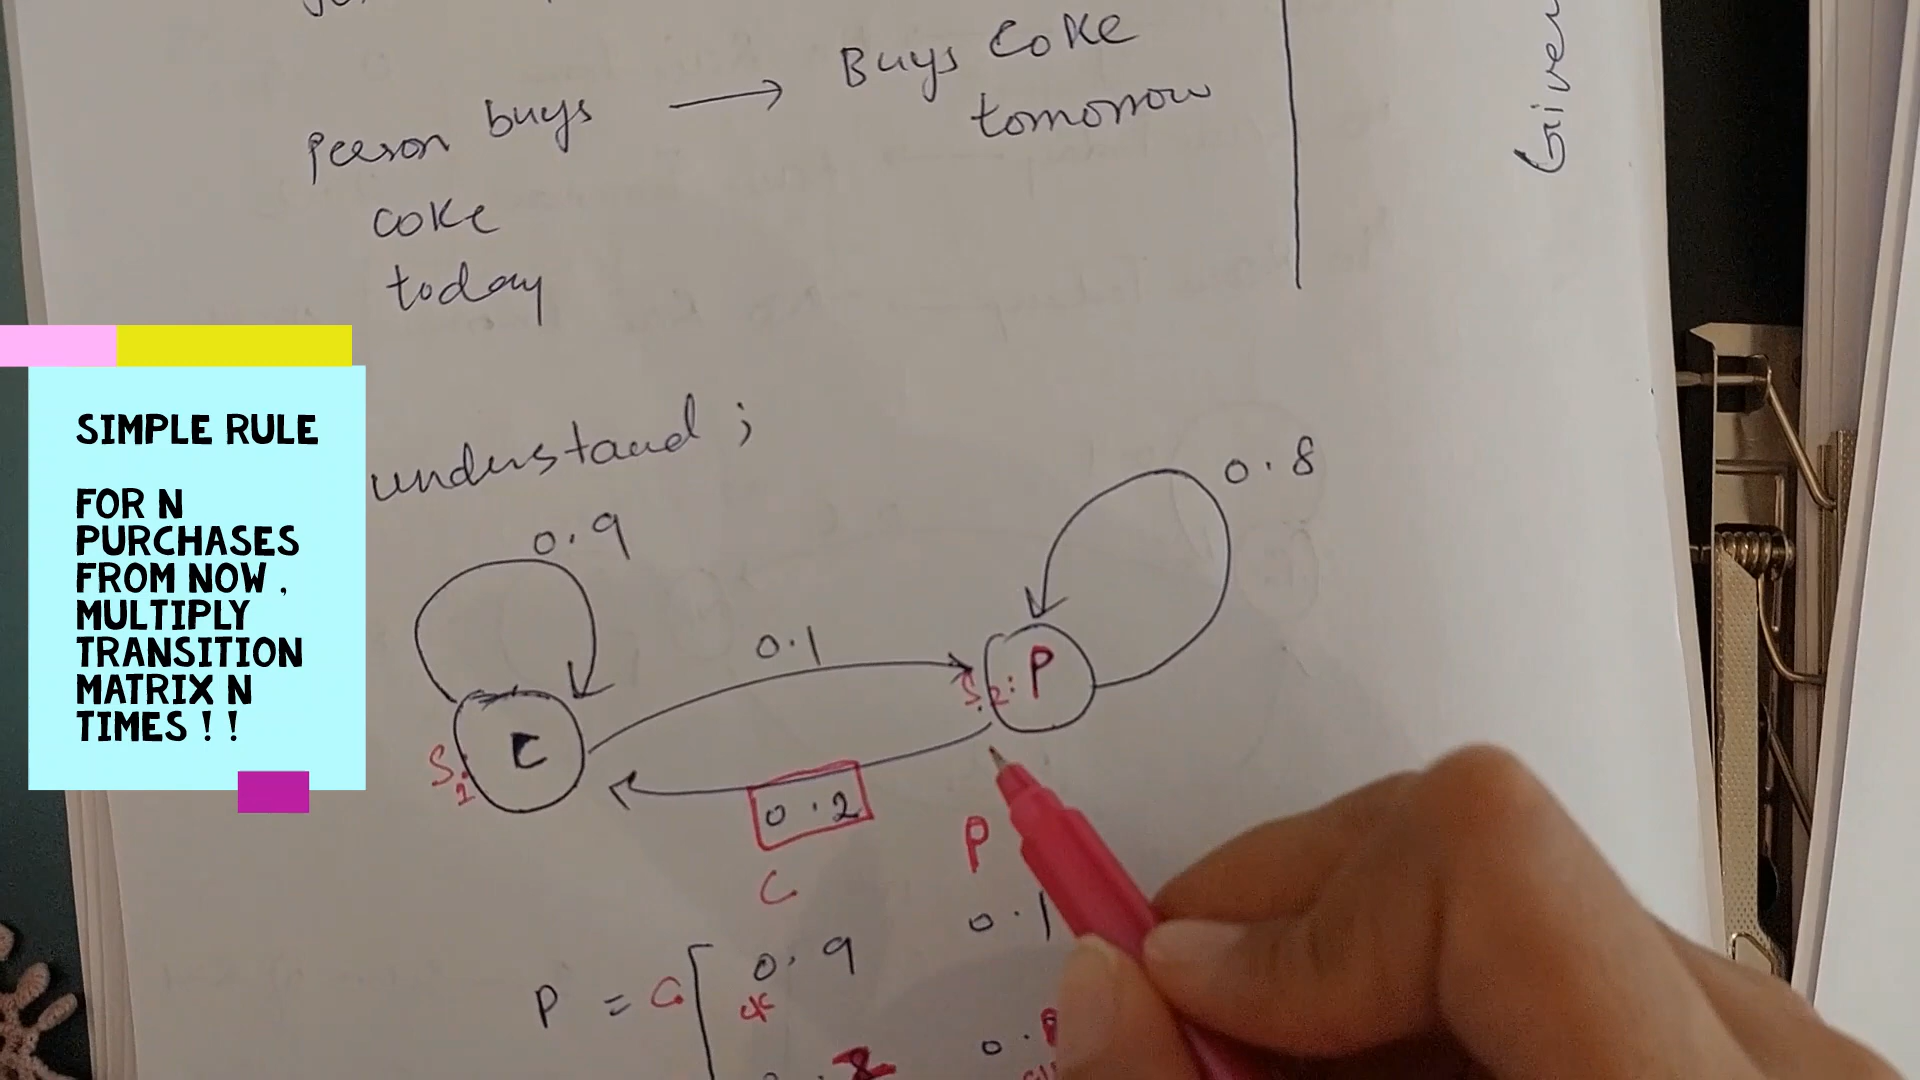 Person buys → Buys Coke
tomorrow
coke
today
Given
SIMPLE RULE
FOR N
PURCHASES
FROM NOW ,
MULTIPLY
TRANSITION
MATRIX N
TIMES ! !
understand ;
0.9
0.8
0.1
S2: P
S1: C
0.2
C P
P = C [ 0.9 0.1